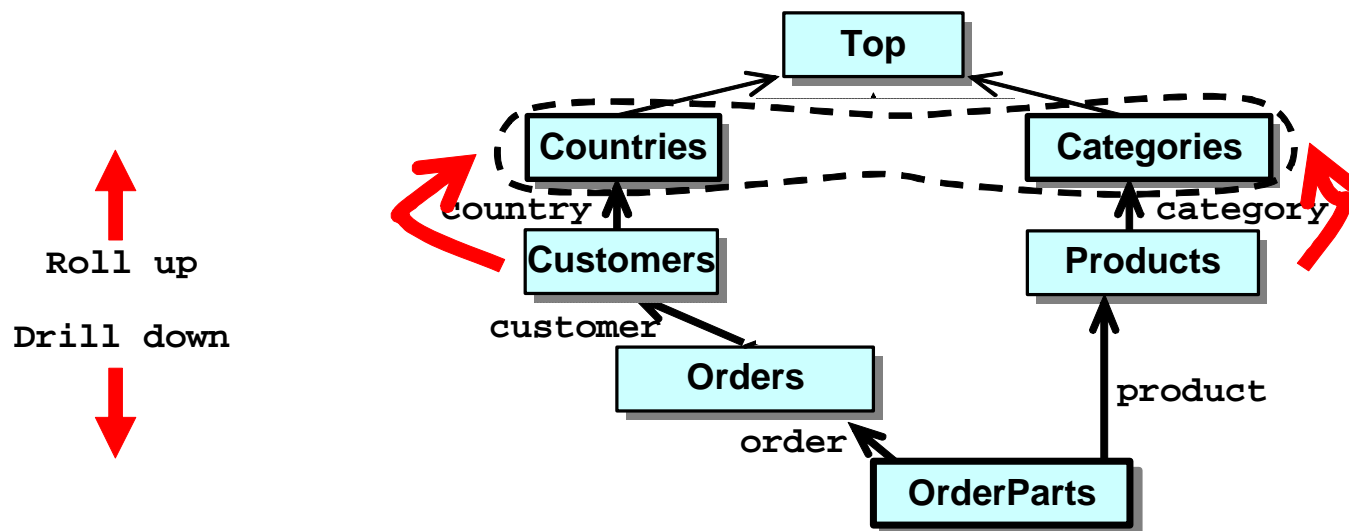 Top
Countries
Categories
country
category
Roll up
Customers
Products
Drill down
customer
Orders
product
order
OrderParts